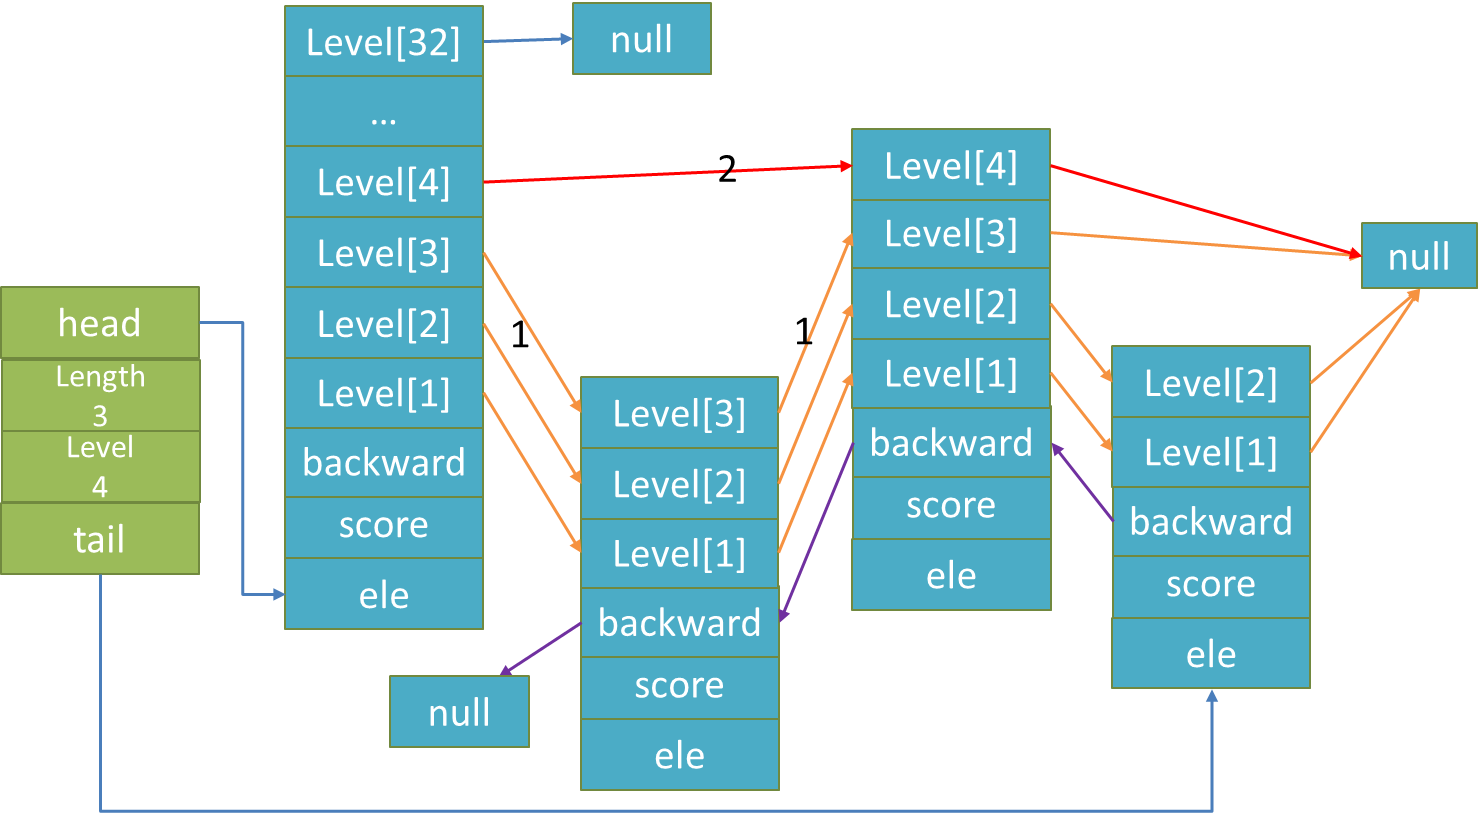 head
Length
3
Level
4
tail
Level[32]
...
Level[4]
Level[3]
Level[2]
Level[1]
backward
score
ele
null
2
1
1
null
Level[3]
Level[2]
Level[1]
backward
score
ele
Level[4]
Level[3]
Level[2]
Level[1]
backward
score
ele
Level[2]
Level[1]
backward
score
ele
null